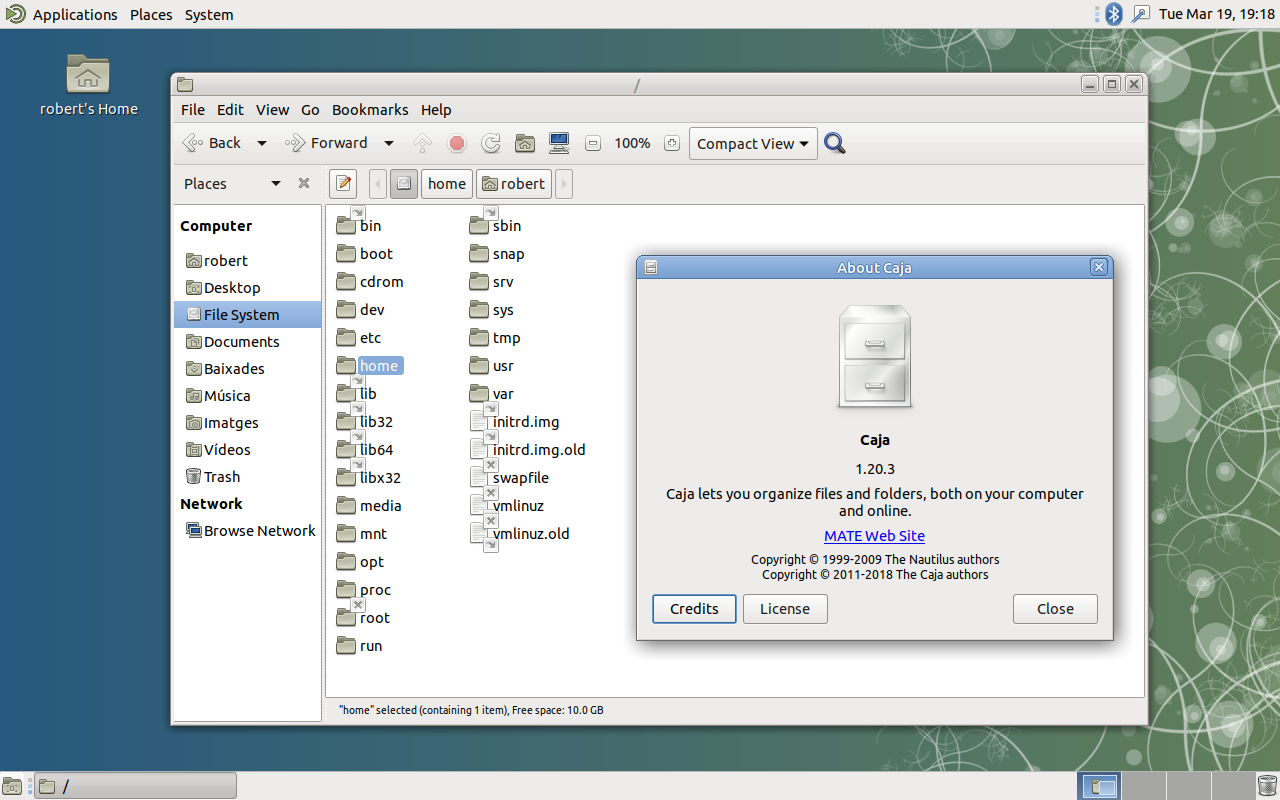 Applications Places System
Tue Mar 19, 19:18
robert's Home
/
File Edit View Go Bookmarks Help
Back Forward 100% Compact View
Places home robert
Computer
robert
Desktop
File System
Documents
Baixades
Música
Imatges
Vídeos
Trash
Network
Browse Network
bin
boot
cdrom
dev
etc
home
lib
lib32
lib64
libx32
media
mnt
opt
proc
root
run
sbin
snap
srv
sys
tmp
usr
var
initrd.img
initrd.img.old
swapfile
vmlinuz
vmlinuz.old
About Caja
Caja
1.20.3
Caja lets you organize files and folders, both on your computer
and online.
MATE Web Site
Copyright © 1999-2009 The Nautilus authors
Copyright © 2011-2018 The Caja authors
Credits License Close
"home" selected (containing 1 item), Free space: 10.0 GB
/